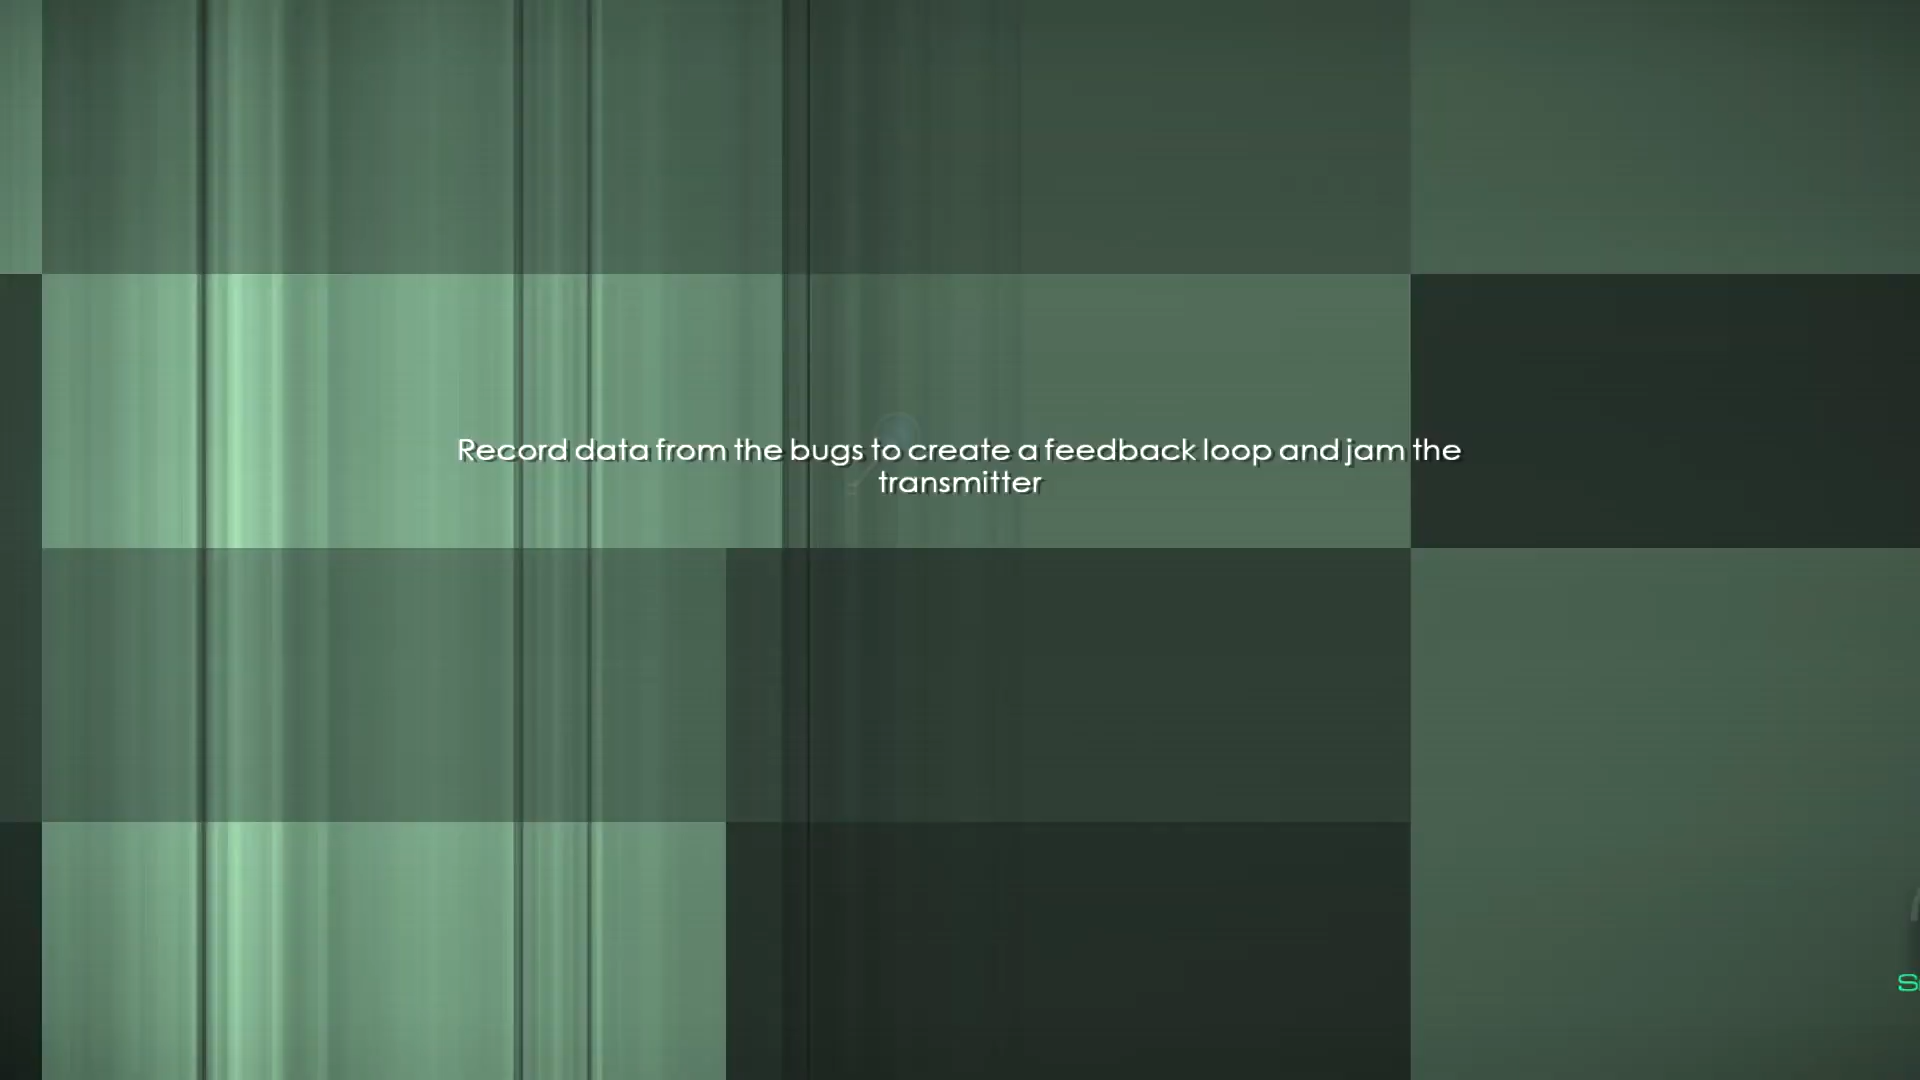 Record data from the bugs to create a feedback loop and jam the
transmitter